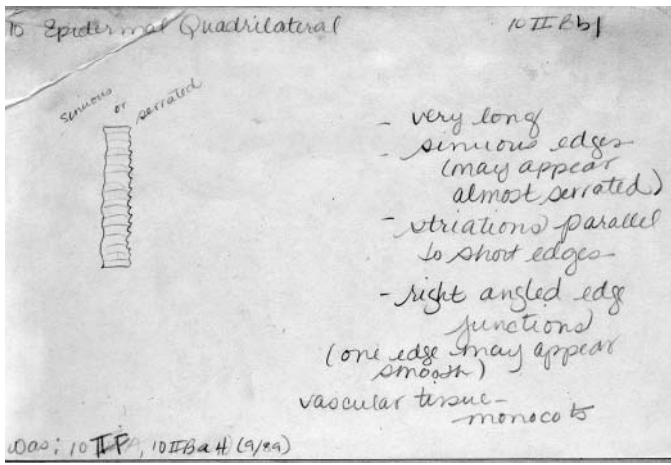 10 Epidermal Quadrilateral
10 II Bb1
sinuous or serrated
- very long
- sinuous edges
(may appear
almost serrated)
- striations parallel
to short edges
- right angled edge
junctions
(one edge may appear
smooth)
vascular tissue -
monocots
was: 10 II P, 10 II Ba4 (9/89)